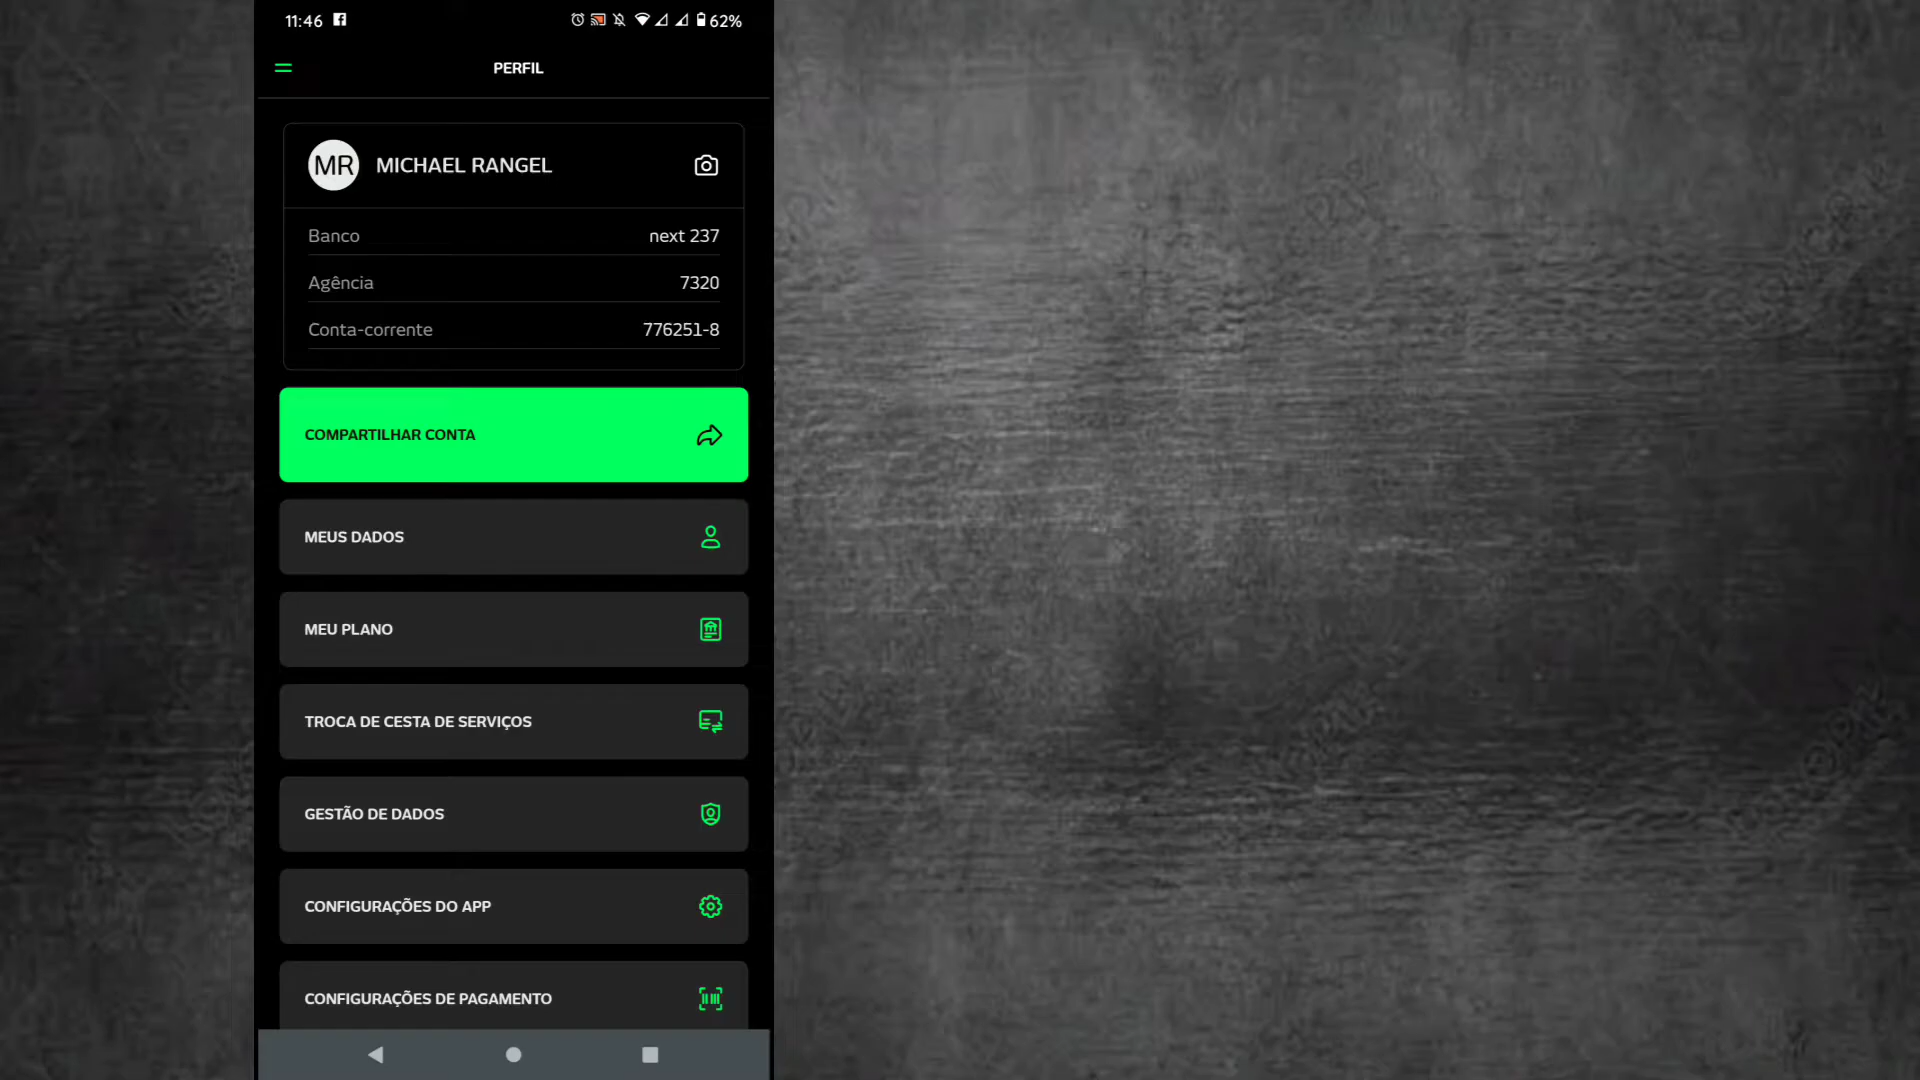 11:46 62%
PERFIL
MR MICHAEL RANGEL
Banco next 237
Agência 7320
Conta-corrente 776251-8
COMPARTILHAR CONTA
MEUS DADOS
MEU PLANO
TROCA DE CESTA DE SERVIÇOS
GESTÃO DE DADOS
CONFIGURAÇÕES DO APP
CONFIGURAÇÕES DE PAGAMENTO